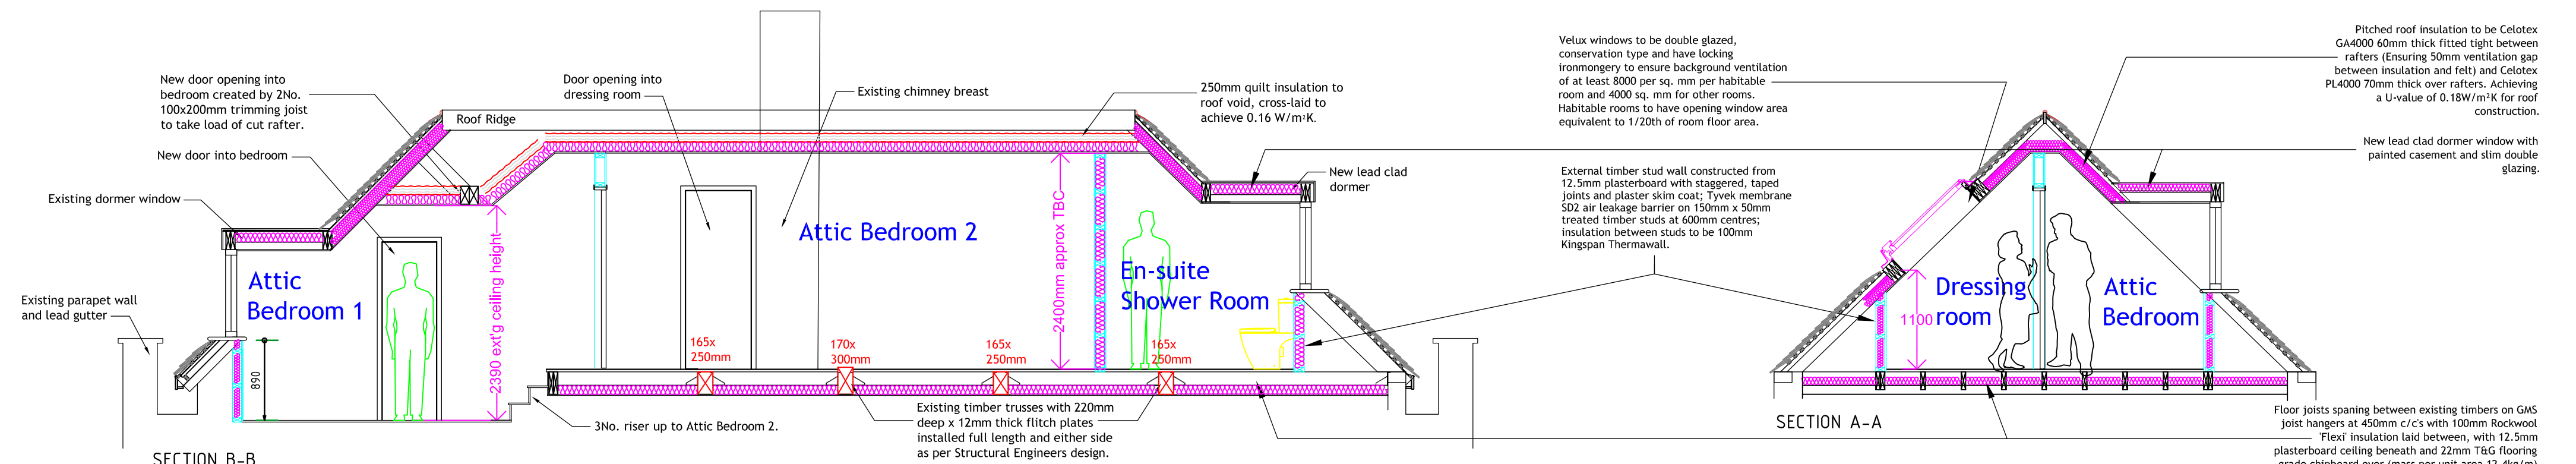 New door opening into
bedroom created by 2No.
100x200mm trimming joist
to take load of cut rafter.
New door into bedroom
Existing dormer window
Existing parapet wall
and lead gutter
Attic
Bedroom 1
890
SECTION B-B
Door opening into
dressing room
Existing chimney breast
Roof Ridge
250mm quilt insulation to
roof void, cross-laid to
achieve 0.16 W/m²K.
New lead clad
dormer
2390 ext'g ceiling height
Attic Bedroom 2
2400mm approx TBC
En-suite
Shower Room
165x
250mm
170x
300mm
165x
250mm
165x
250mm
3No. riser up to Attic Bedroom 2.
Existing timber trusses with 220mm
deep x 12mm thick flitch plates
installed full length and either side
as per Structural Engineers design.
Velux windows to be double glazed,
conservation type and have locking
ironmongery to ensure background ventilation
of at least 8000 per sq. mm per habitable
room and 4000 sq. mm for other rooms.
Habitable rooms to have opening window area
equivalent to 1/20th of room floor area.
External timber stud wall constructed from
12.5mm plasterboard with staggered, taped
joints and plaster skim coat; Tyvek membrane
SD2 air leakage barrier on 150mm x 50mm
treated timber studs at 600mm centres;
insulation between studs to be 100mm
Kingspan Thermawall.
Pitched roof insulation to be Celotex
GA4000 60mm thick fitted tight between
rafters (Ensuring 50mm ventilation gap
between insulation and felt) and Celotex
PL4000 70mm thick over rafters. Achieving
a U-value of 0.18W/m²K for roof
construction.
New lead clad dormer window with
painted casement and slim double
glazing.
Dressing
room
1100
Attic
Bedroom
SECTION A-A
Floor joists spaning between existing timbers on GMS
joist hangers at 450mm c/c's with 100mm Rockwool
'Flexi' insulation laid between, with 12.5mm
plasterboard ceiling beneath and 22mm T&G flooring
grade chipboard over (mass per unit area 12.4kg/m)